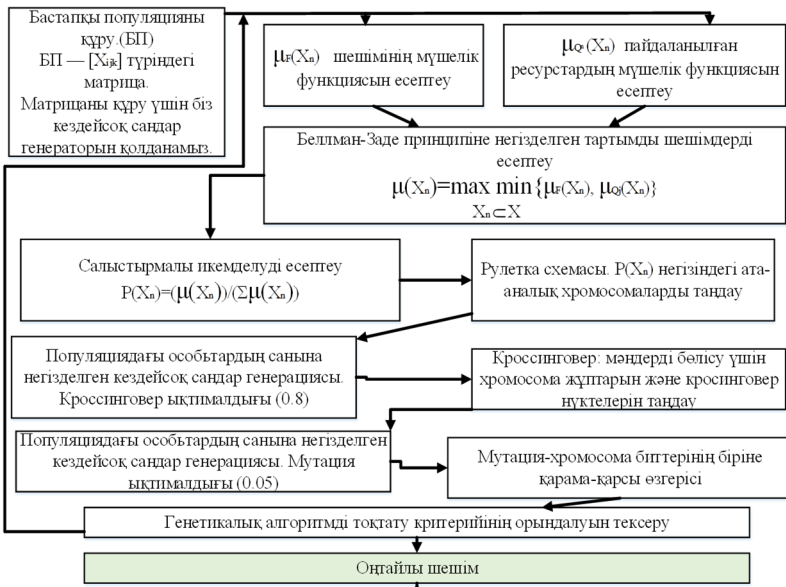 Бастапқы популяцияны
құру.(БП)
БП — [Xijk] түріндегі
матрица.
Матрицаны құру үшін біз
кездейсоқ сандар
генераторын қолданамыз.
μF(Xn) шешімінің мүшелік
функциясын есептеу
μQj(Xn) пайдаланылған
ресурстардың мүшелік функциясын
есептеу
Беллман-Заде принципіне негізделген тартымды шешімдерді
есептеу
μ(Xn)=max min{μF(Xn), μQj(Xn)}
Xn⊂X
Салыстырмалы икемделуді есептеу
P(Xn)=(μ(Xn))/(Σμ(Xn))
Рулетка схемасы. P(Xn) негізіндегі ата-
аналық хромосомаларды таңдау
Популяциядағы особьтардың санына
негізделген кездейсоқ сандар генерациясы.
Кроссинговер ықтималдығы (0.8)
Кроссинговер: мәндерді бөлісу үшін
хромосома жұптарын және кросинговер
нүктелерін таңдау
Популяциядағы особьтардың санына негізделген
кездейсоқ сандар генерациясы. Мутация
ықтималдығы (0.05)
Мутация-хромосома биттерінің біріне
қарама-қарсы өзгерісі
Генетикалық алгоритмді тоқтату критерийінің орындалуын тексеру
Оңтайлы шешім